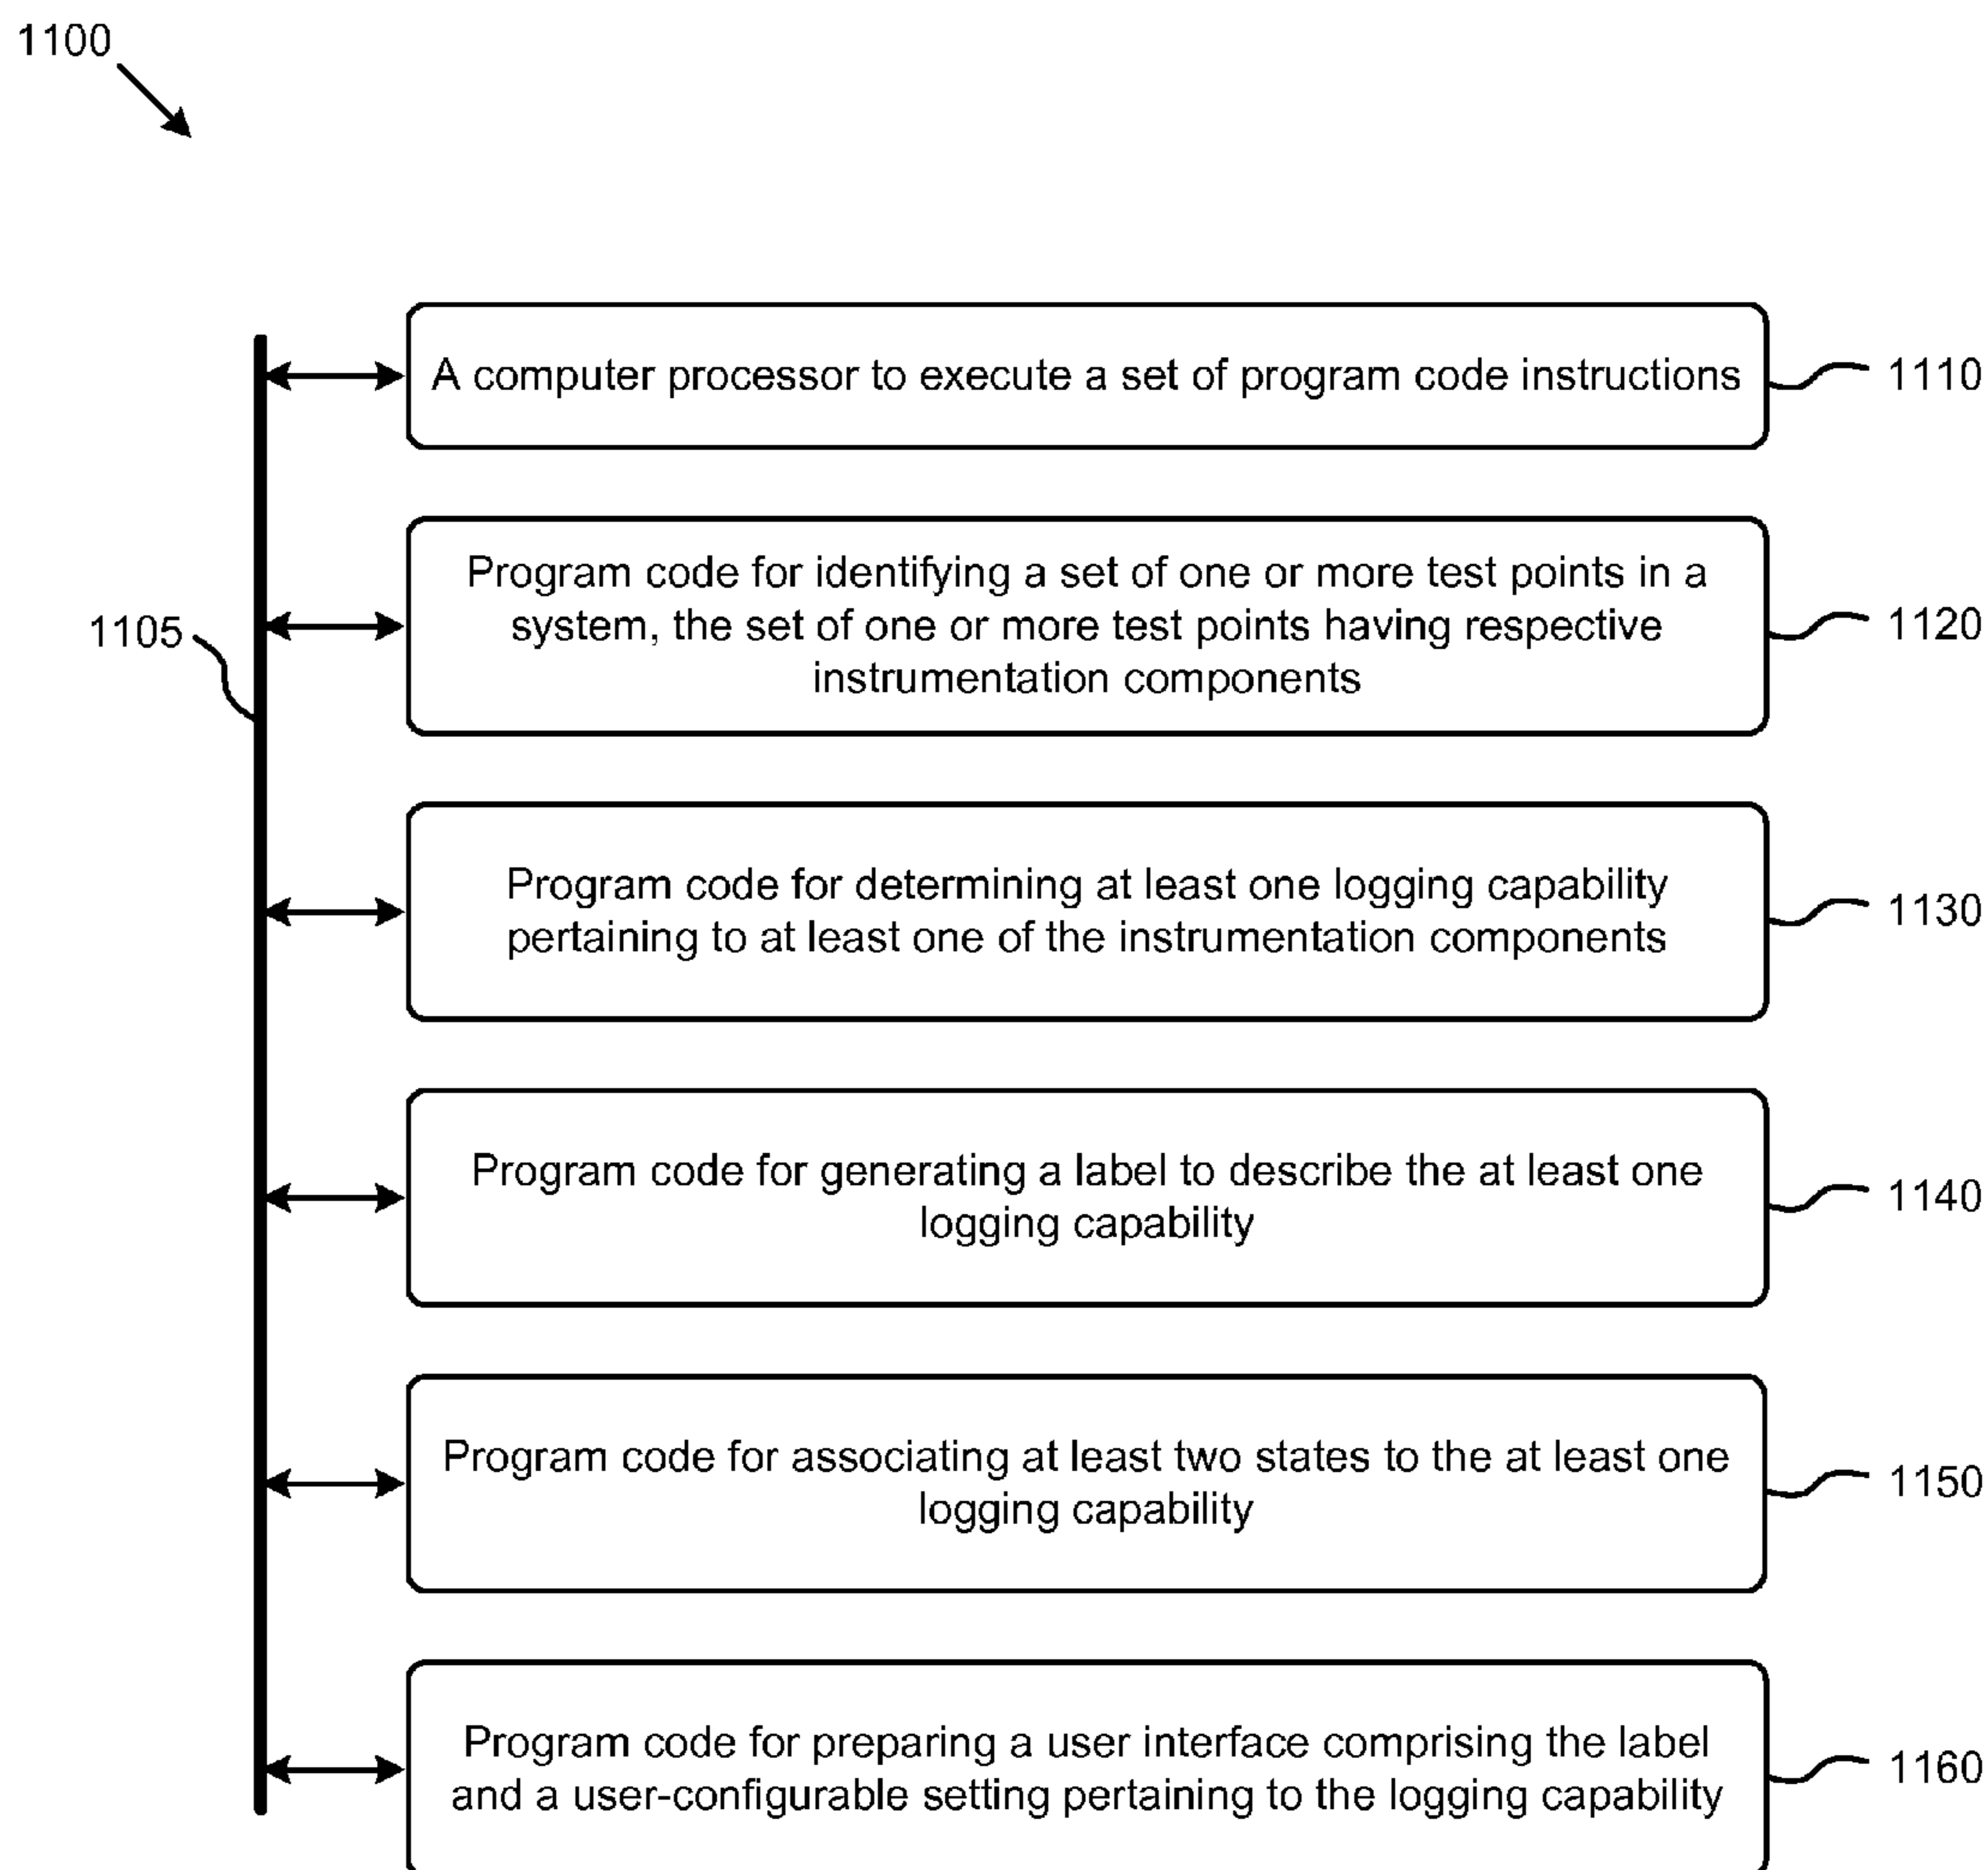 1100
A computer processor to execute a set of program code instructions
1110
Program code for identifying a set of one or more test points in a
system, the set of one or more test points having respective
instrumentation components
1120
1105
Program code for determining at least one logging capability
pertaining to at least one of the instrumentation components
1130
Program code for generating a label to describe the at least one
logging capability
1140
Program code for associating at least two states to the at least one
logging capability
1150
Program code for preparing a user interface comprising the label
and a user-configurable setting pertaining to the logging capability
1160